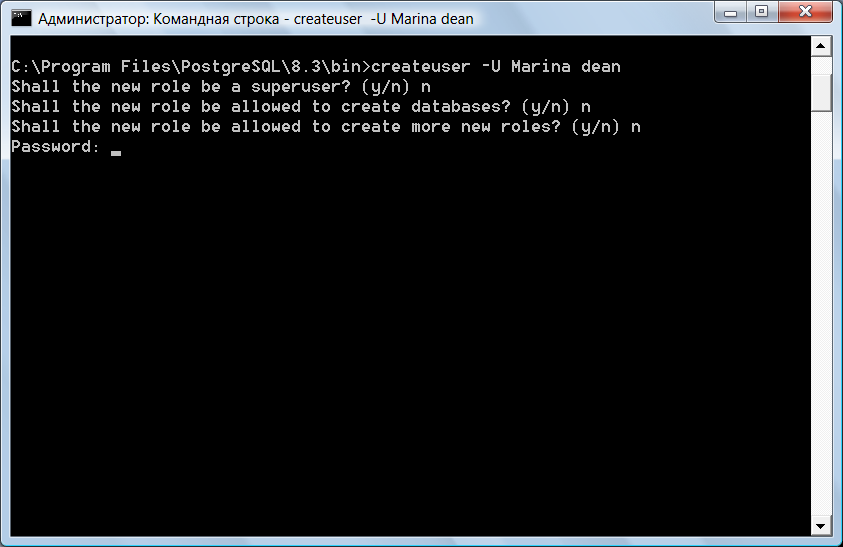 Администратор: Командная строка - createuser  -U Marina dean
C:\Program Files\PostgreSQL\8.3\bin>createuser -U Marina dean
Shall the new role be a superuser? (y/n) n
Shall the new role be allowed to create databases? (y/n) n
Shall the new role be allowed to create more new roles? (y/n) n
Password: _